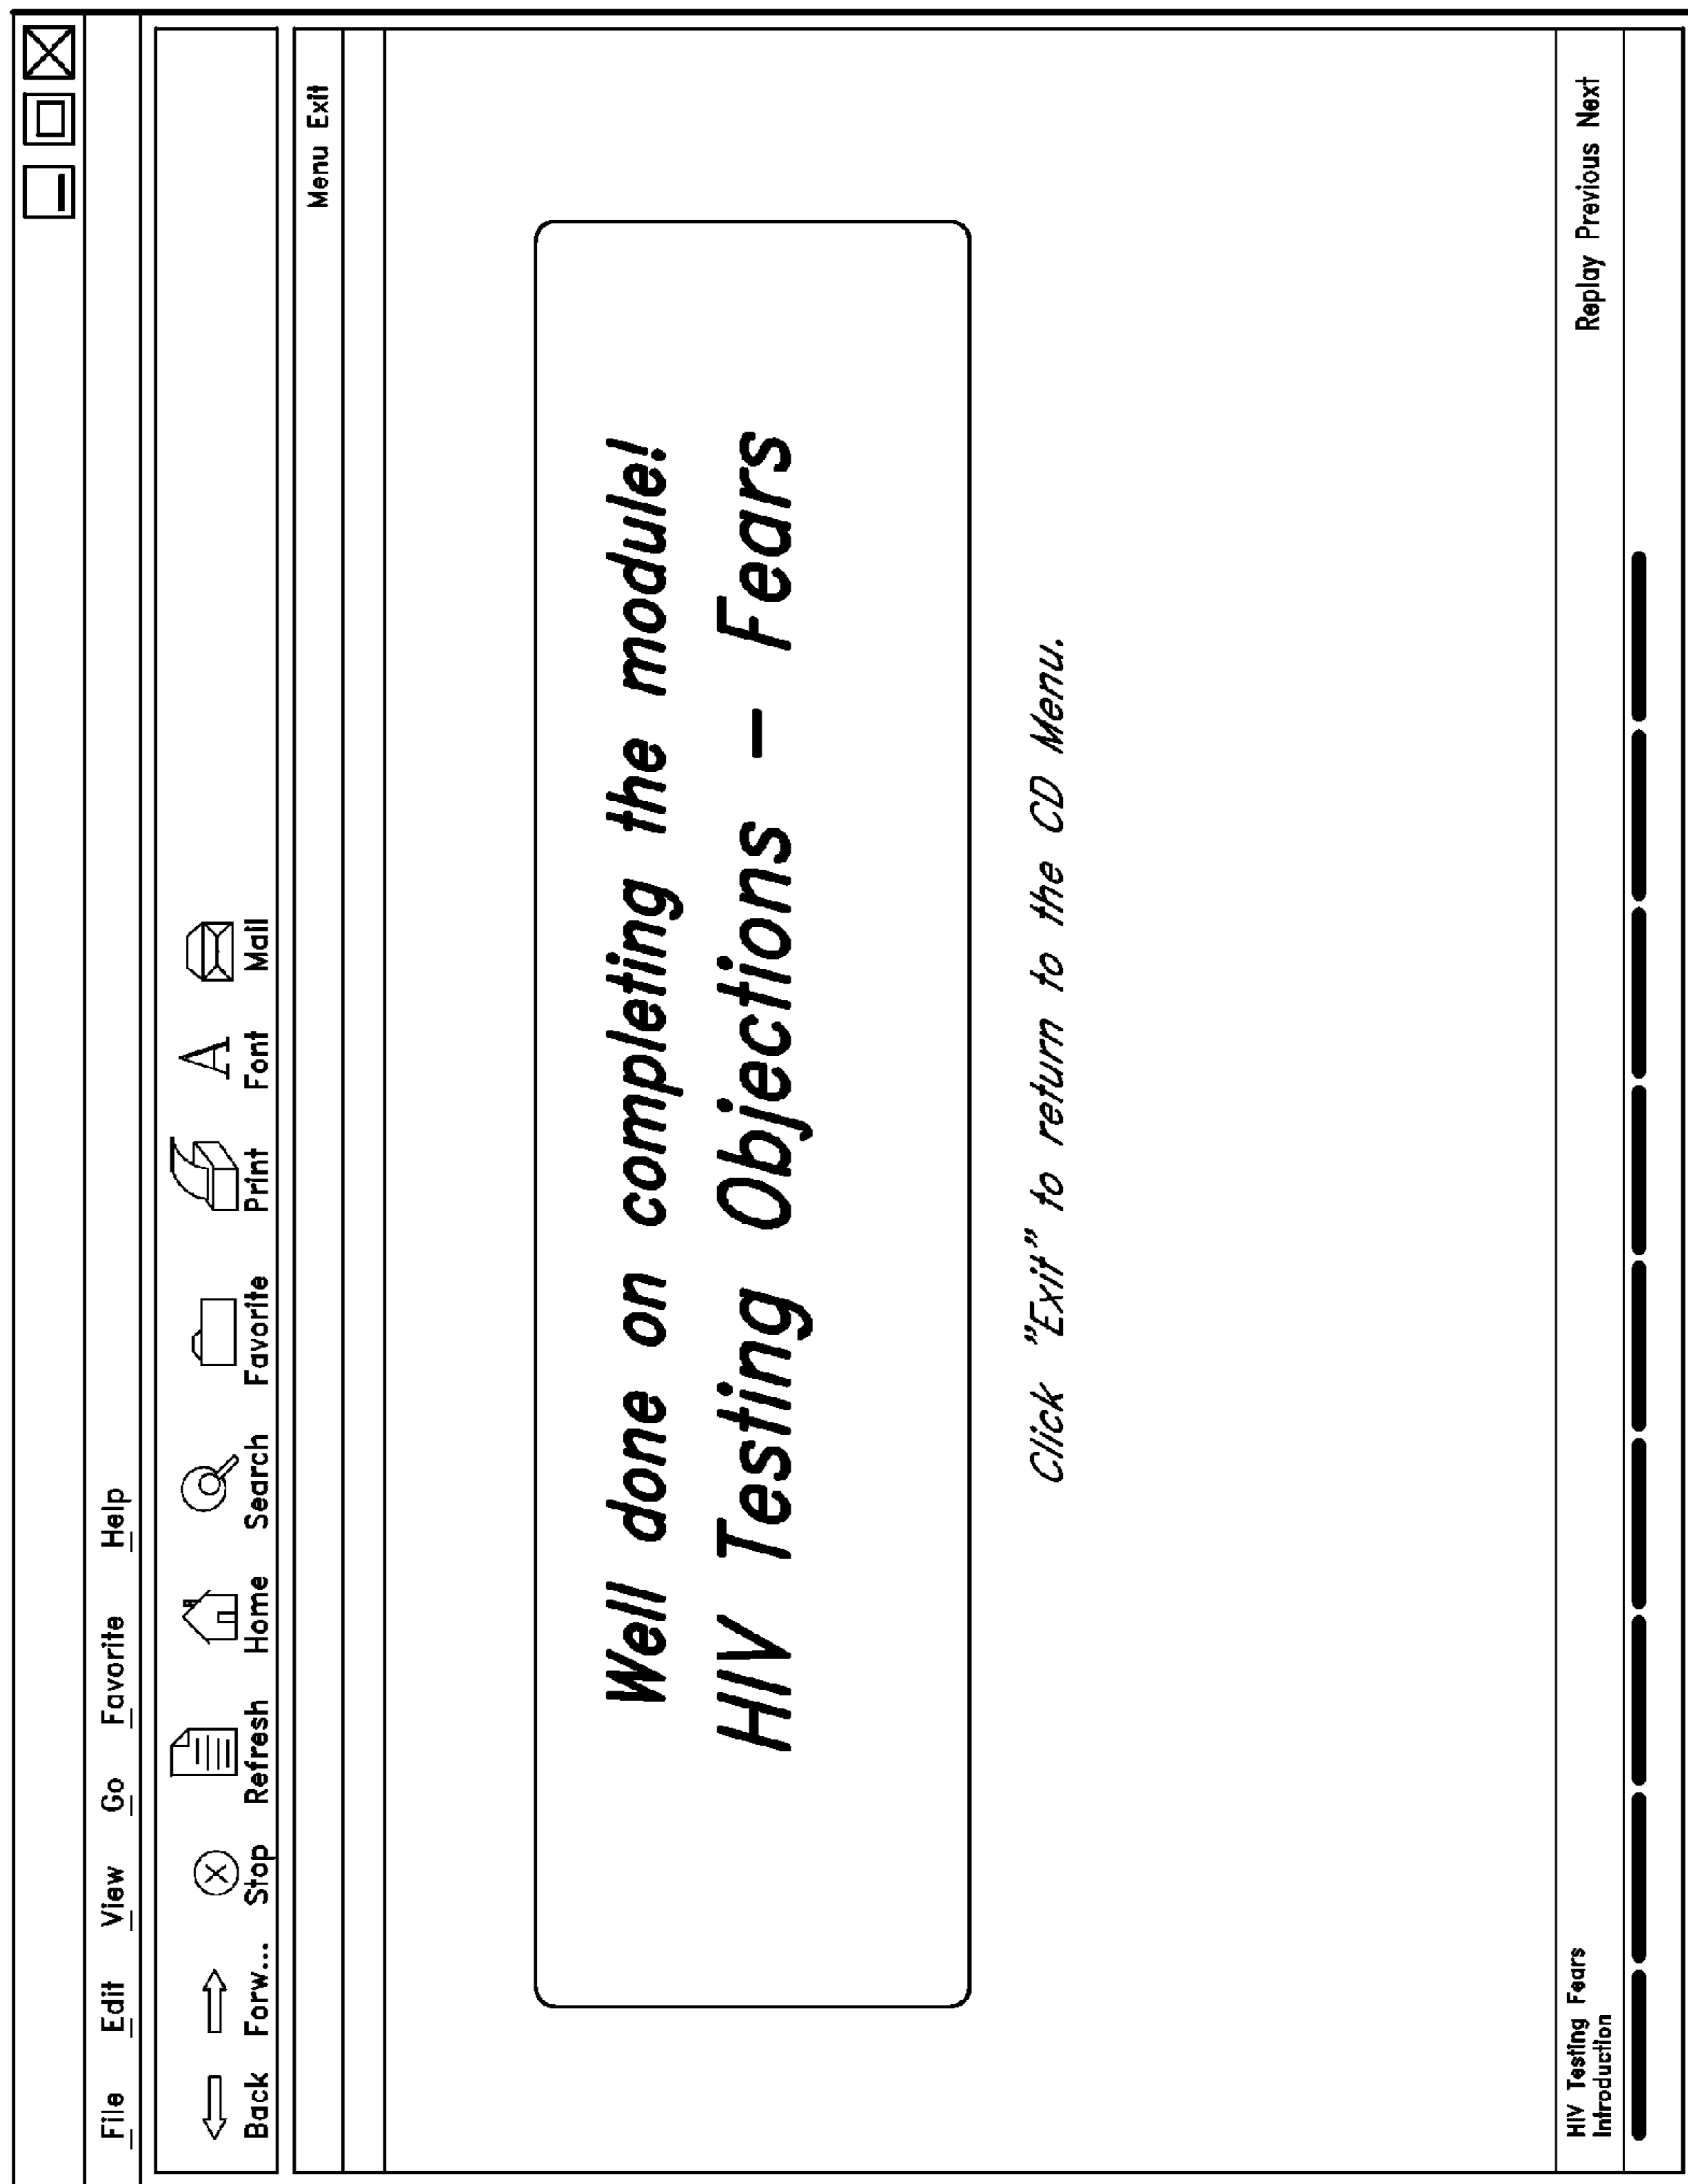 File Edit View Go Favorite Help
Back Forw... Stop Refresh Home Search Favorite Print Font Mail
Menu Exit
Well done on completing the module!
HIV Testing Objections – Fears
Click "Exit" to return to the CD Menu.
HIV Testing Fears
Introduction
Replay Previous Next